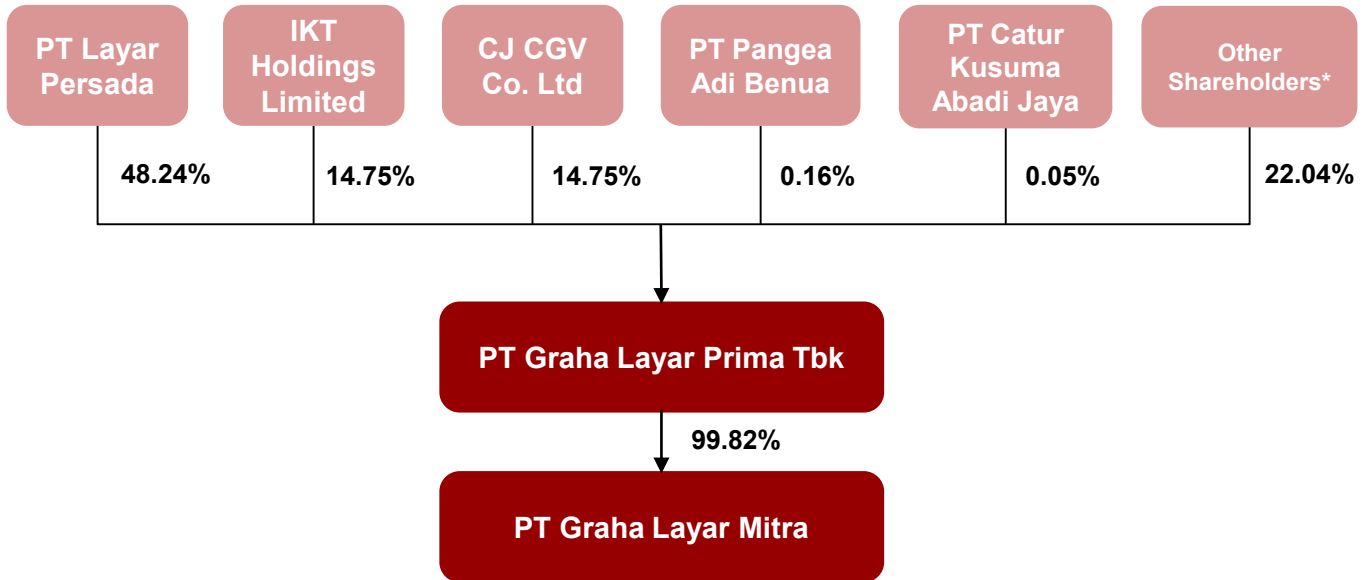 PT Layar
Persada
IKT
Holdings
Limited
CJ CGV
Co. Ltd
PT Pangea
Adi Benua
PT Catur
Kusuma
Abadi Jaya
Other
Shareholders*
48.24%
14.75%
14.75%
0.16%
0.05%
22.04%
PT Graha Layar Prima Tbk
99.82%
PT Graha Layar Mitra